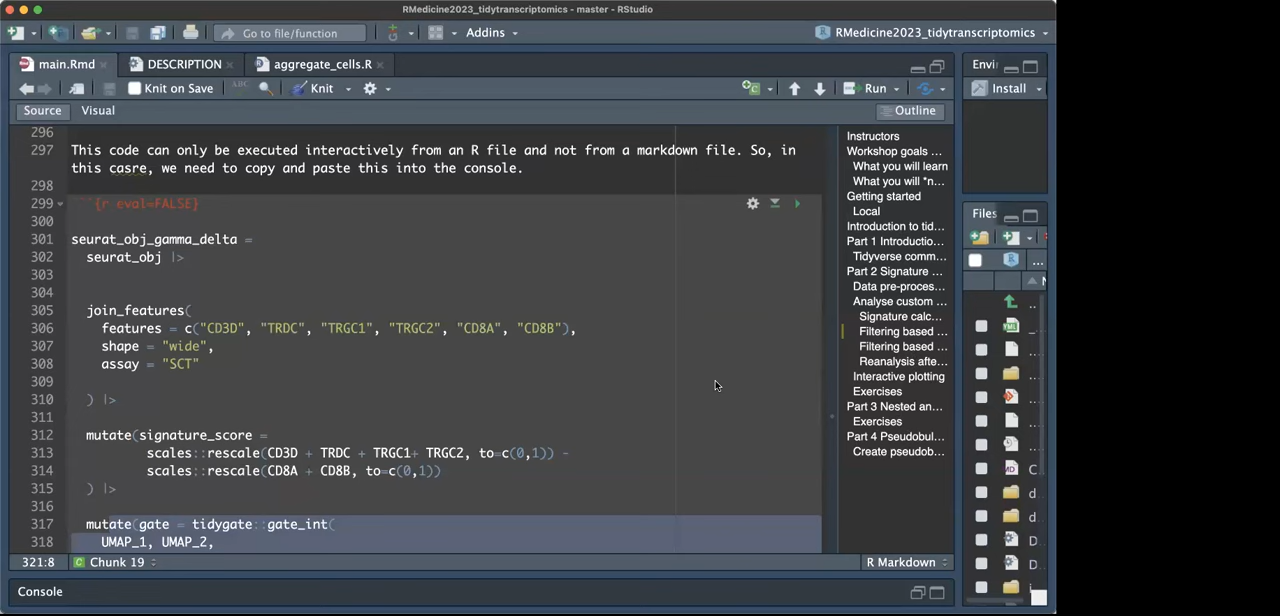 RMedicine2023_tidytranscriptomics - master - RStudio
Go to file/function
Addins
RMedicine2023_tidytranscriptomics
main.Rmd
DESCRIPTION
aggregate_cells.R
Envi
Knit on Save
ABC
Knit
Run
Install
Source
Visual
Outline
296
297 This code can only be executed interactively from an R file and not from a markdown file. So, in
this casre, we need to copy and paste this into the console.
298
299 ```{r eval=FALSE}
300
301 seurat_obj_gamma_delta =
302 seurat_obj |>
303
304
305 join_features(
306 features = c("CD3D", "TRDC", "TRGC1", "TRGC2", "CD8A", "CD8B"),
307 shape = "wide",
308 assay = "SCT"
309
310 ) |>
311
312 mutate(signature_score =
313 scales::rescale(CD3D + TRDC + TRGC1+ TRGC2, to=c(0,1)) -
314 scales::rescale(CD8A + CD8B, to=c(0,1))
315 ) |>
316
317 mutate(gate = tidygate::gate_int(
318 UMAP_1, UMAP_2,
Instructors
Workshop goals ...
What you will learn
What you will *n...
Getting started
Local
Introduction to tid...
Part 1 Introductio...
Tidyverse comm...
Part 2 Signature ...
Data pre-proces...
Analyse custom ...
Signature calc...
Filtering based ...
Filtering based ...
Reanalysis afte...
Interactive plotting
Exercises
Part 3 Nested an...
Exercises
Part 4 Pseudobul...
Create pseudob...
Files
...
321:8
Chunk 19
R Markdown
Console